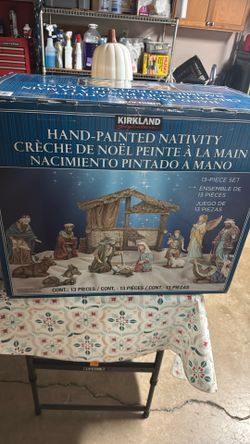 KIRKLAND
Signature
HAND-PAINTED NATIVITY
CRÈCHE DE NOËL PEINTE À LA MAIN
NACIMIENTO PINTADO A MANO
13-PIECE SET
ENSEMBLE DE
13 PIÈCES
JUEGO DE
13 PIEZAS
CONT.: 13 PIECES / CONT. : 13 PIÈCES / CONT.: 13 PIEZAS